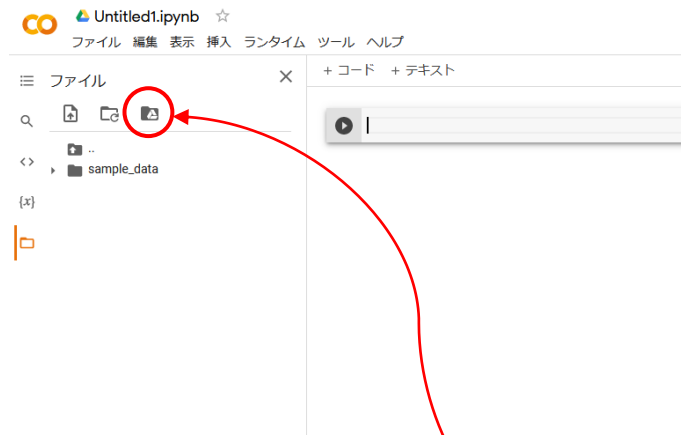 Untitled1.ipynb
ファイル 編集 表示 挿入 ランタイム ツール ヘルプ
ファイル
+ コード + テキスト
..
sample_data
{x}